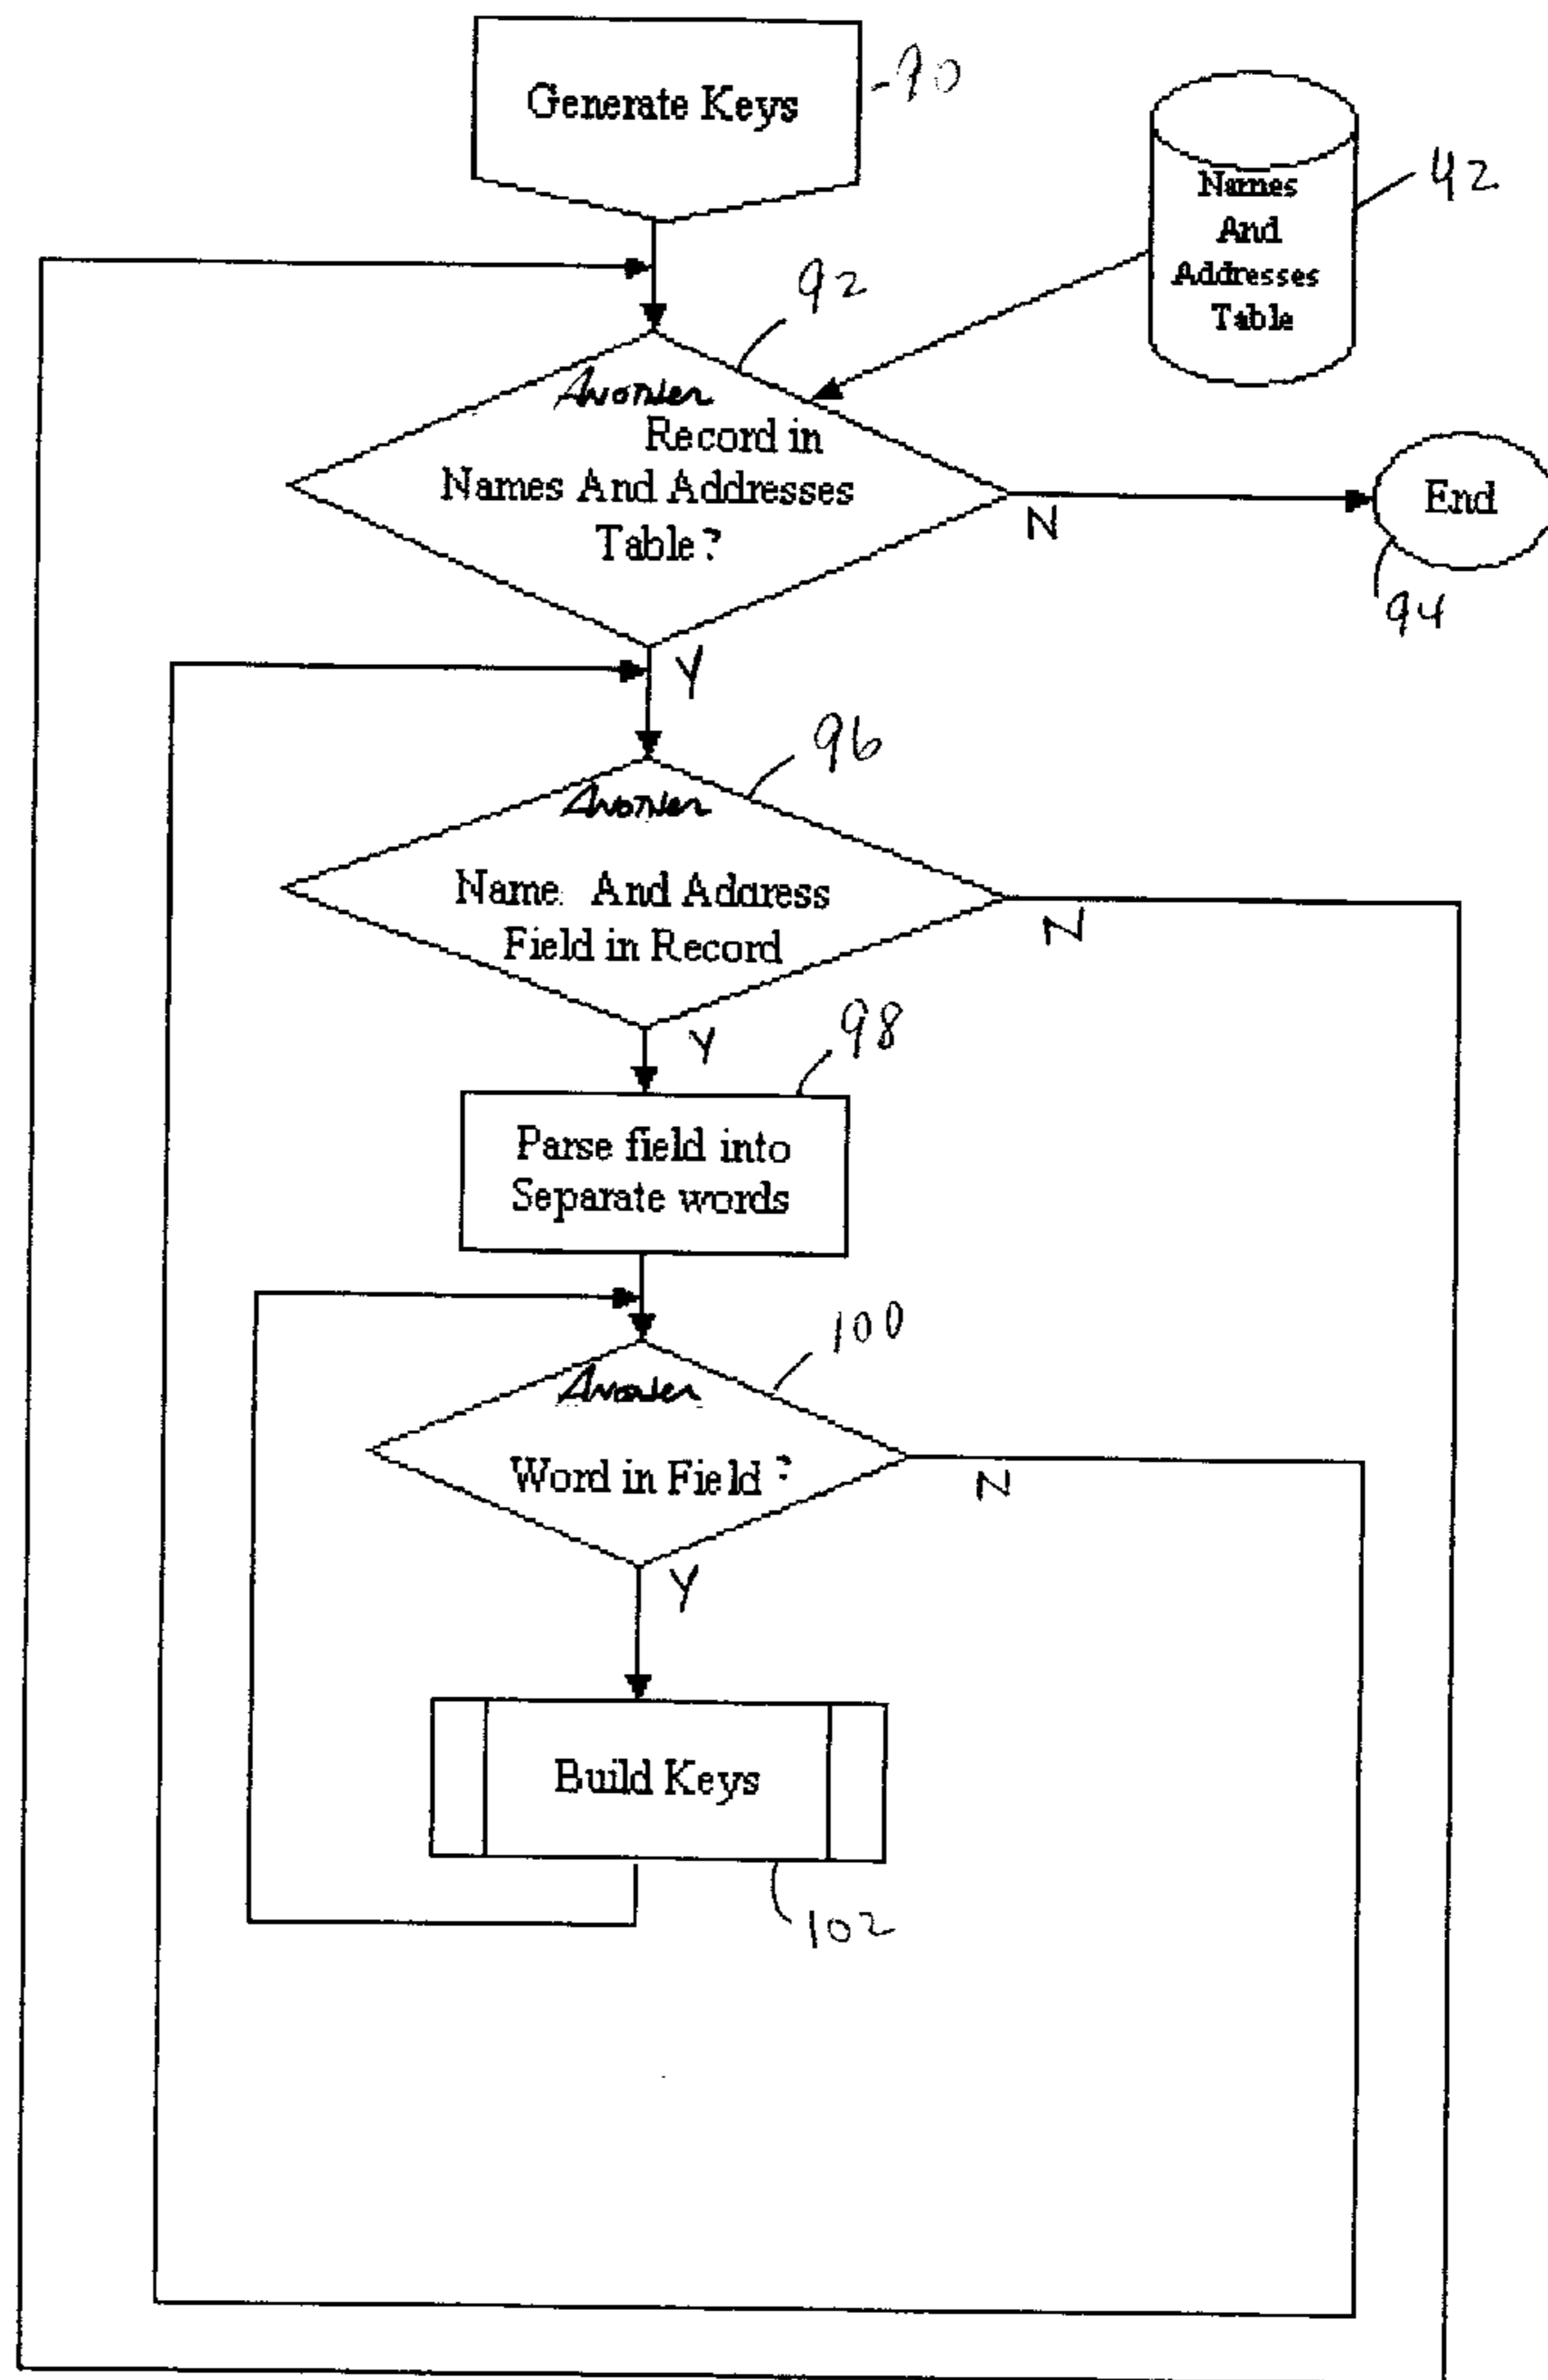 Generate Keys
90
Names
And
Addresses
Table
42
92
Another
Record in
Names And Addresses
Table?
N
End
94
Y
96
Another
Name And Address
Field in Record
N
Y
98
Parse field into
Separate words
100
Another
Word in Field?
N
Y
Build Keys
102